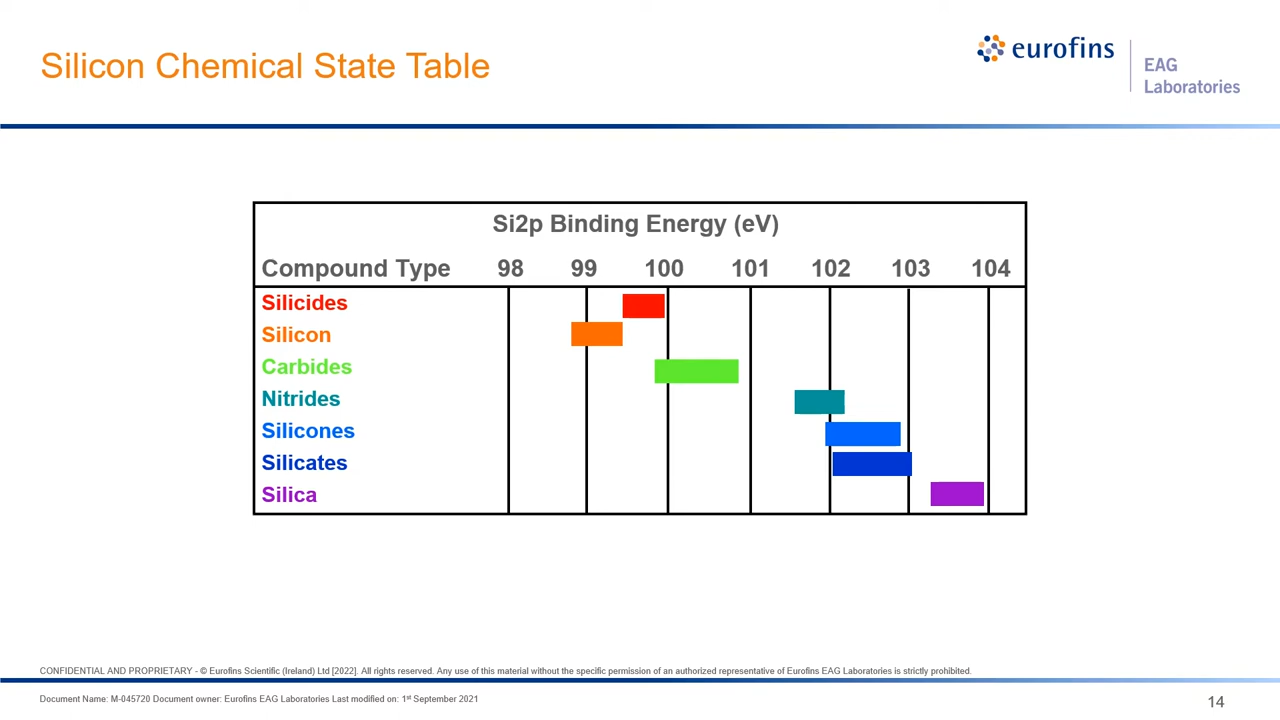 Silicon Chemical State Table
eurofins
EAG
Laboratories
Si2p Binding Energy (eV)
Compound Type 98 99 100 101 102 103 104
Silicides
Silicon
Carbides
Nitrides
Silicones
Silicates
Silica
CONFIDENTIAL AND PROPRIETARY - © Eurofins Scientific (Ireland) Ltd [2022]. All rights reserved. Any use of this material without the specific permission of an authorized representative of Eurofins EAG Laboratories is strictly prohibited.
Document Name: M-045720 Document owner: Eurofins EAG Laboratories Last modified on: 1st September 2021
14